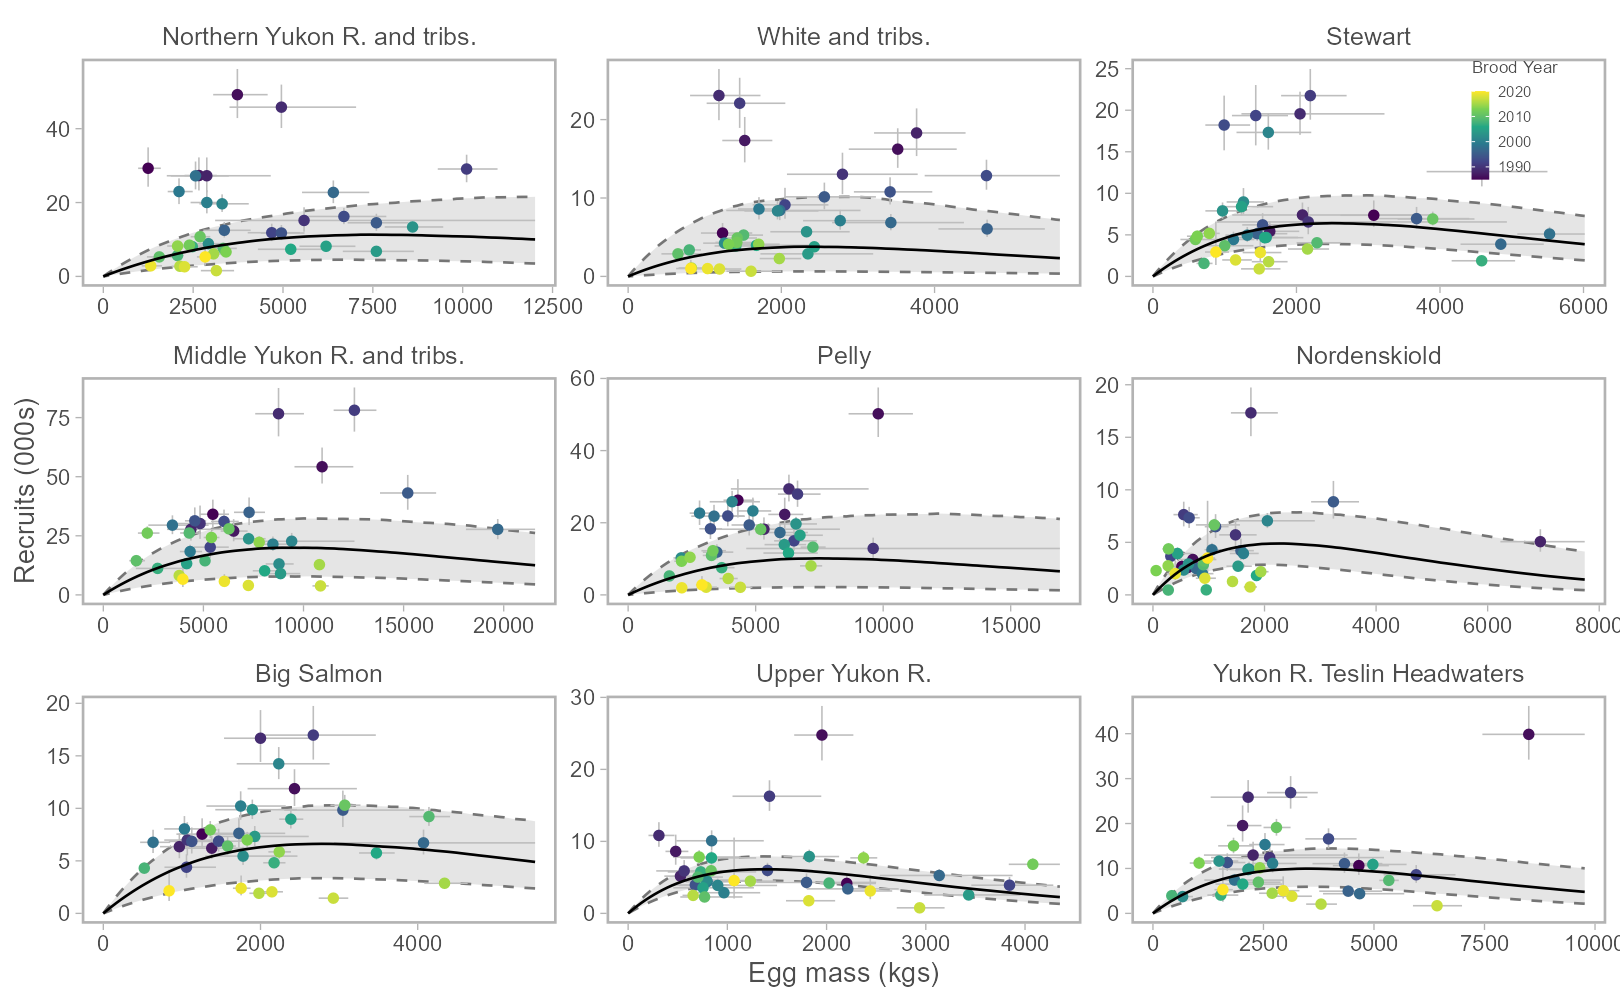 Northern Yukon R. and tribs.
White and tribs.
Stewart
Brood Year
2020
2010
2000
1990
40
20
0
0 2500 5000 7500 10000 12500
20
10
0
0 2000 4000
25
20
15
10
5
0
0 2000 4000 6000
Middle Yukon R. and tribs.
Pelly
Nordenskiold
Recruits (000s)
75
50
25
0
0 5000 10000 15000 20000
60
40
20
0
0 5000 10000 15000
20
15
10
5
0
0 2000 4000 6000 8000
Big Salmon
Upper Yukon R.
Yukon R. Teslin Headwaters
20
15
10
5
0
0 2000 4000
30
20
10
0
0 1000 2000 3000 4000
40
30
20
10
0
0 2500 5000 7500 10000
Egg mass (kgs)